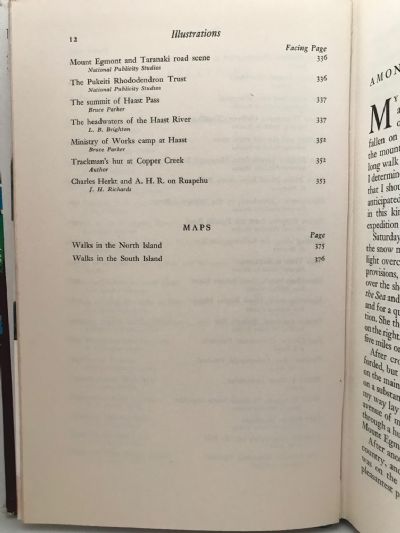 12 Illustrations
Facing Page
Mount Egmont and Taranaki road scene 336
National Publicity Studios
The Pukeiti Rhododendron Trust 336
National Publicity Studios
The summit of Haast Pass 337
Bruce Parker
The headwaters of the Haast River 337
L. B. Brighton
Ministry of Works camp at Haast 352
Bruce Parker
Trackman's hut at Copper Creek 352
Author
Charles Herkt and A. H. R. on Ruapehu 353
J. H. Richards
MAPS
Page
Walks in the North Island 375
Walks in the South Island 376
AMON
MY
a
fallen on
the mount
long walk
I determine
that I shou
anticipated
in this kin
expedition
Saturday
the snow m
light overc
provisions,
over the sh
the Sea and
and for a qu
tion. She th
on the right.
five miles o
After cro
forded, but
on the main
on a substan
my way lay
avenue of m
through a lu
Mount Egm
After anot
country, and
was on the
pleasantest p